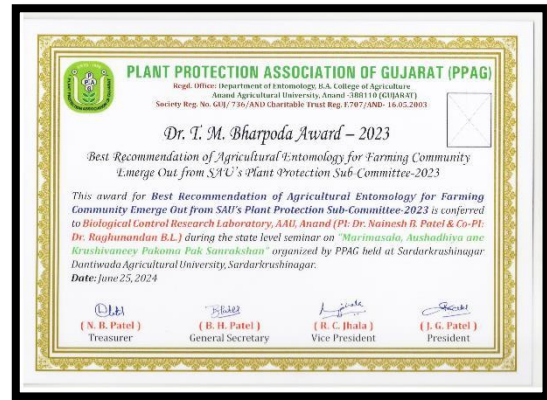 PLANT PROTECTION ASSOCIATION OF GUJARAT (PPAG)
Regd. Officer: Department of Entomology, B.A. College of Agriculture
Anand Agricultural University, Anand -388110 (GUJARAT)
Society Reg. No. GUJ/ 736/AND Charitable Trust Reg. F.707/AND- 16.05.2003
Dr. T. M. Bharpoda Award – 2023
Best Recommendation of Agricultural Entomology for Farming Community
Emerge Out from SAU's Plant Protection Sub-Committee-2023
This award for Best Recommendation of Agricultural Entomology for Farming
Community Emerge Out from SAU's Plant Protection Sub-Committee-2023 is conferred
to Biological Control Research Laboratory, AAU, Anand (PI: Dr. Nainesh B. Patel & Co-PI:
Dr. Raghunandan B.L.) during the state level seminar on "Marimasala, Aushadhiya ane
Krushivaneey Pakoma Pak Sanrakshan" organized by PPAG held at Sardarkrushinagar
Dantiwada Agricultural University, Sardarkrushinagar.
Date: June 25, 2024
( N. B. Patel ) ( B. H. Patel ) ( R. C. Jhala ) ( J. G. Patel )
Treasurer General Secretary Vice President President